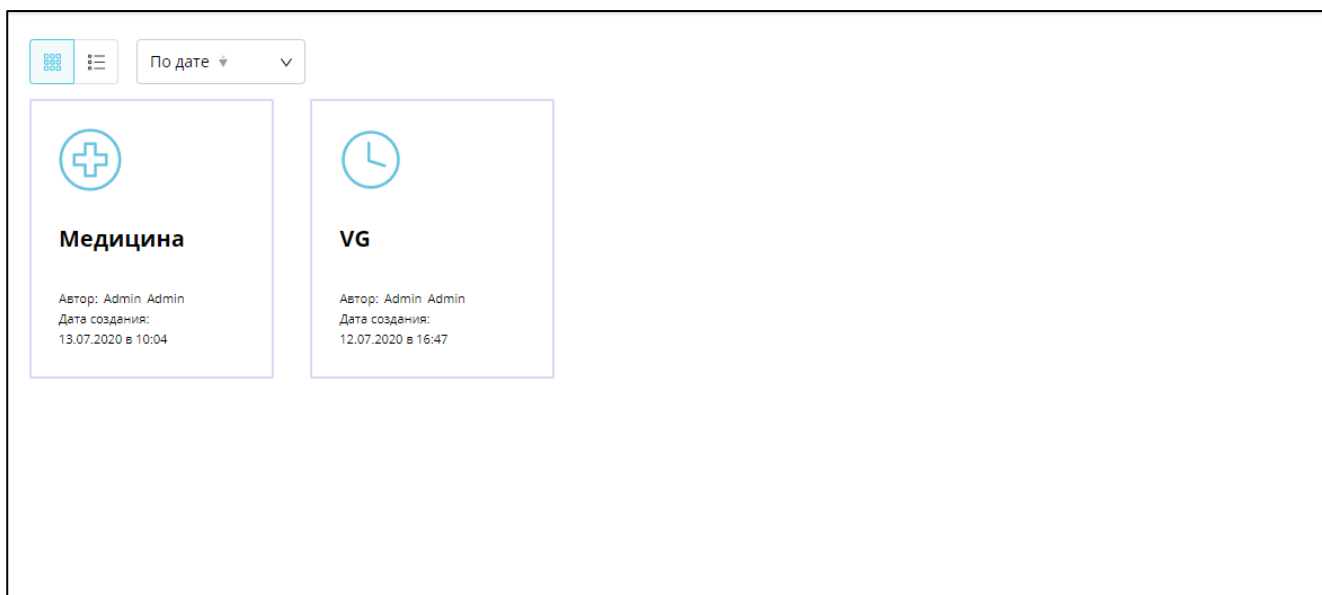 По дате
Медицина
Автор: Admin Admin
Дата создания:
13.07.2020 в 10:04
VG
Автор: Admin Admin
Дата создания:
12.07.2020 в 16:47